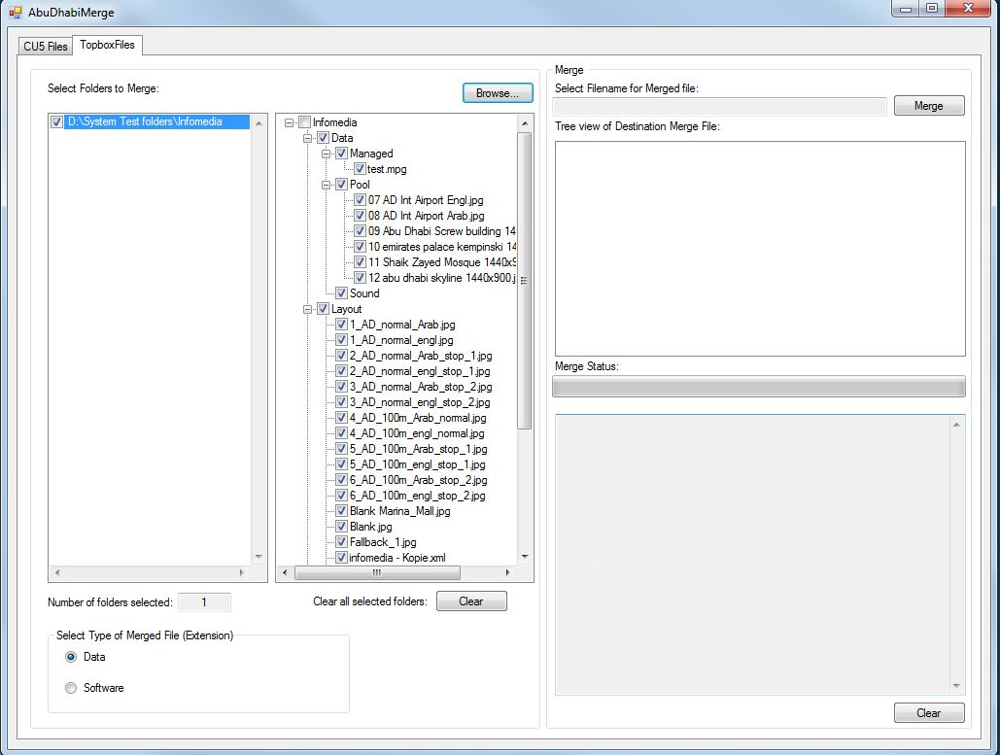 AbuDhabiMerge
CU5 Files
TopboxFiles
Select Folders to Merge:
Browse...
D:\System Test folders\Infomedia
Infomedia
Data
Managed
test.mpg
Pool
07 AD Int Airport Engl.jpg
08 AD Int Airport Arab.jpg
09 Abu Dhabi Screw building 14
10 emirates palace kempinski 14
11 Shaik Zayed Mosque 1440x9
12 abu dhabi skyline 1440x900.j
Sound
Layout
1_AD_normal_Arab.jpg
1_AD_normal_engl.jpg
2_AD_normal_Arab_stop_1.jpg
2_AD_normal_engl_stop_1.jpg
3_AD_normal_Arab_stop_2.jpg
3_AD_normal_engl_stop_2.jpg
4_AD_100m_Arab_normal.jpg
4_AD_100m_engl_normal.jpg
5_AD_100m_Arab_stop_1.jpg
5_AD_100m_engl_stop_1.jpg
6_AD_100m_Arab_stop_2.jpg
6_AD_100m_engl_stop_2.jpg
Blank Marina_Mall.jpg
Blank.jpg
Fallback_1.jpg
infomedia - Kopie.xml
Number of folders selected: 1
Clear all selected folders: Clear
Select Type of Merged File (Extension)
Data
Software
Merge
Select Filename for Merged file:
Merge
Tree view of Destination Merge File:
Merge Status:
Clear